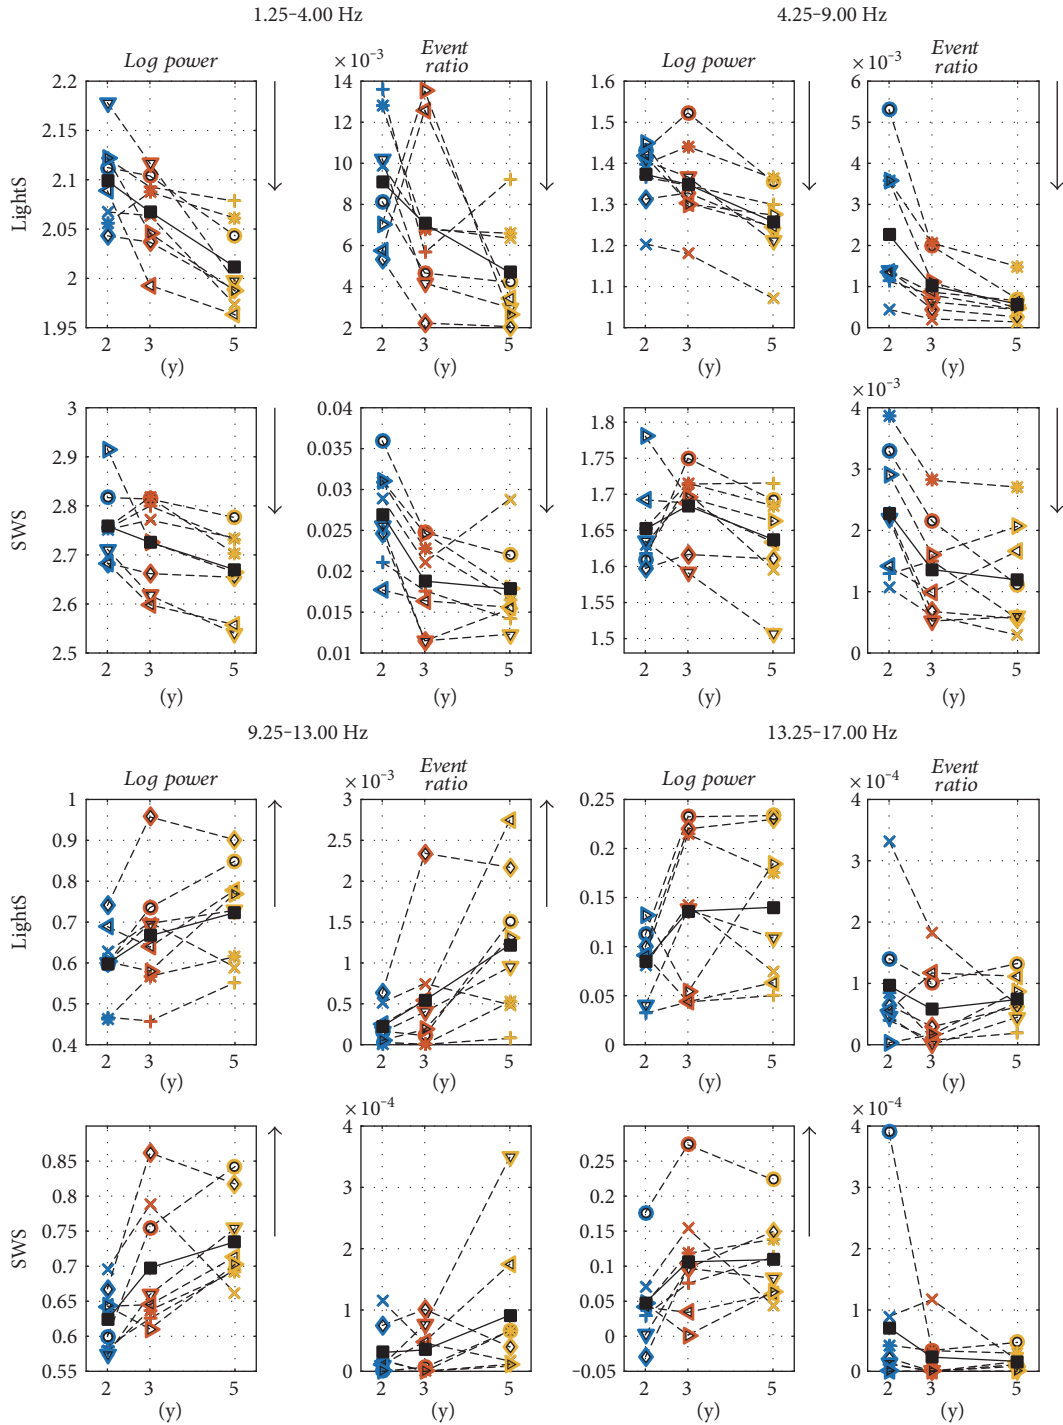 1.25–4.00 Hz
4.25–9.00 Hz
Log power
Event ratio
Log power
Event ratio
LightS
2.2
2.15
2.1
2.05
2
1.95
2 3 5
(y)
× 10⁻³
14
12
10
8
6
4
2
2 3 5
(y)
1.6
1.5
1.4
1.3
1.2
1.1
1
2 3 5
(y)
× 10⁻³
6
5
4
3
2
1
0
2 3 5
(y)
SWS
3
2.9
2.8
2.7
2.6
2.5
2 3 5
(y)
0.04
0.035
0.03
0.025
0.02
0.015
0.01
2 3 5
(y)
1.8
1.75
1.7
1.65
1.6
1.55
1.5
2 3 5
(y)
× 10⁻³
4
3
2
1
0
2 3 5
(y)
9.25–13.00 Hz
13.25–17.00 Hz
Log power
Event ratio
Log power
Event ratio
LightS
1
0.9
0.8
0.7
0.6
0.5
0.4
2 3 5
(y)
× 10⁻³
3
2.5
2
1.5
1
0.5
0
2 3 5
(y)
0.25
0.2
0.15
0.1
0.05
0
2 3 5
(y)
× 10⁻⁴
4
3
2
1
0
2 3 5
(y)
SWS
0.85
0.8
0.75
0.7
0.65
0.6
0.55
2 3 5
(y)
× 10⁻⁴
4
3
2
1
0
2 3 5
(y)
0.25
0.2
0.15
0.1
0.05
0
−0.05
2 3 5
(y)
× 10⁻⁴
4
3
2
1
0
2 3 5
(y)